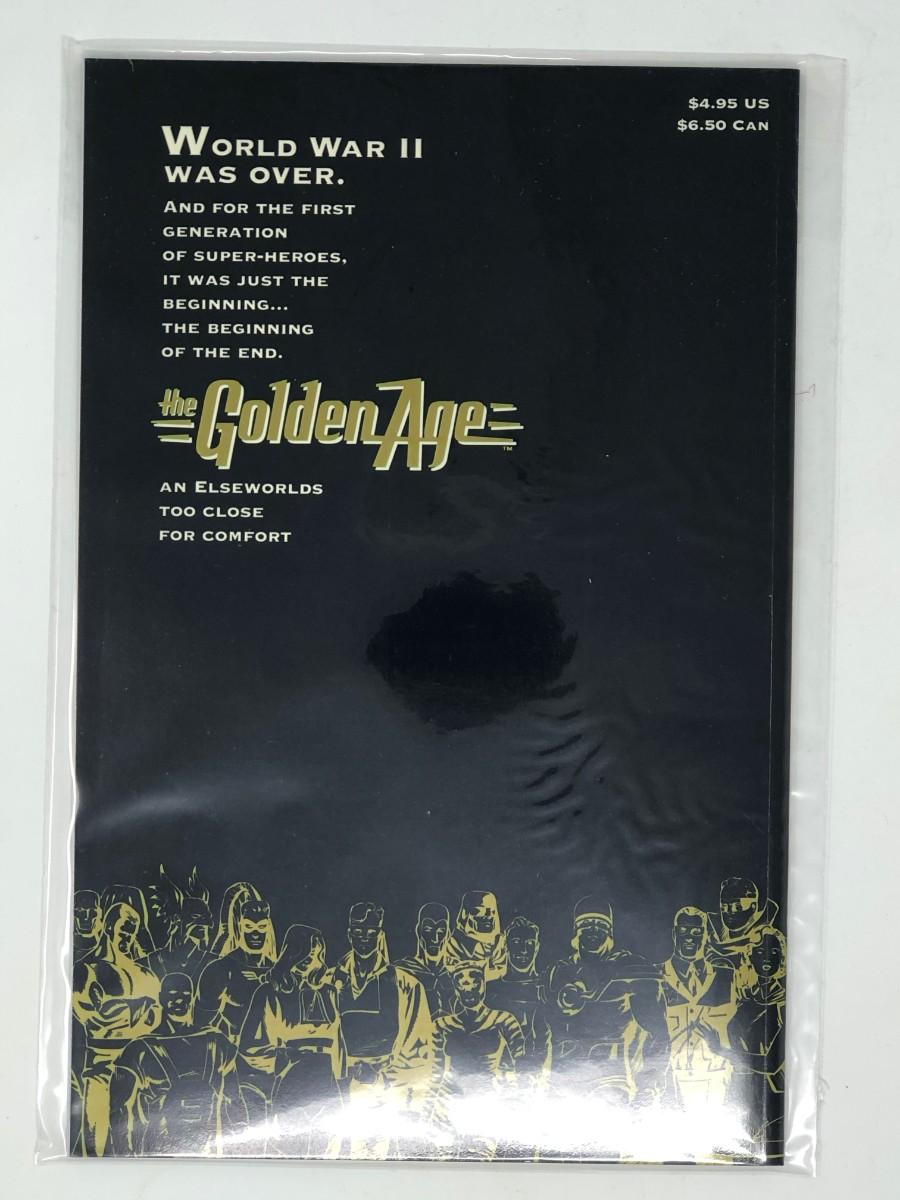 $4.95 US
$6.50 CAN
WORLD WAR II
WAS OVER.
AND FOR THE FIRST
GENERATION
OF SUPER-HEROES,
IT WAS JUST THE
BEGINNING...
THE BEGINNING
OF THE END.
the Golden Age™
AN ELSEWORLDS
TOO CLOSE
FOR COMFORT